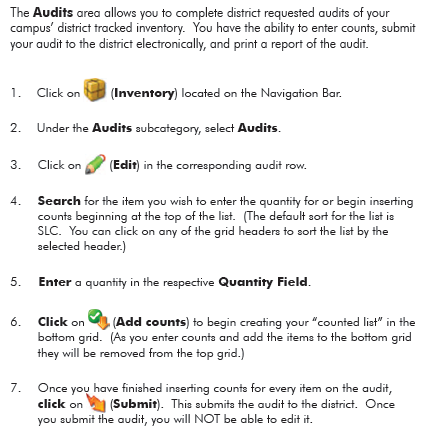 The Audits area allows you to complete district requested audits of your
campus' district tracked inventory. You have the ability to enter counts, submit
your audit to the district electronically, and print a report of the audit.
1. Click on (Inventory) located on the Navigation Bar.
2. Under the Audits subcategory, select Audits.
3. Click on (Edit) in the corresponding audit row.
4. Search for the item you wish to enter the quantity for or begin inserting
counts beginning at the top of the list. (The default sort for the list is
SLC. You can click on any of the grid headers to sort the list by the
selected header.)
5. Enter a quantity in the respective Quantity Field.
6. Click on (Add counts) to begin creating your "counted list" in the
bottom grid. (As you enter counts and add the items to the bottom grid
they will be removed from the top grid.)
7. Once you have finished inserting counts for every item on the audit,
click on (Submit). This submits the audit to the district. Once
you submit the audit, you will NOT be able to edit it.